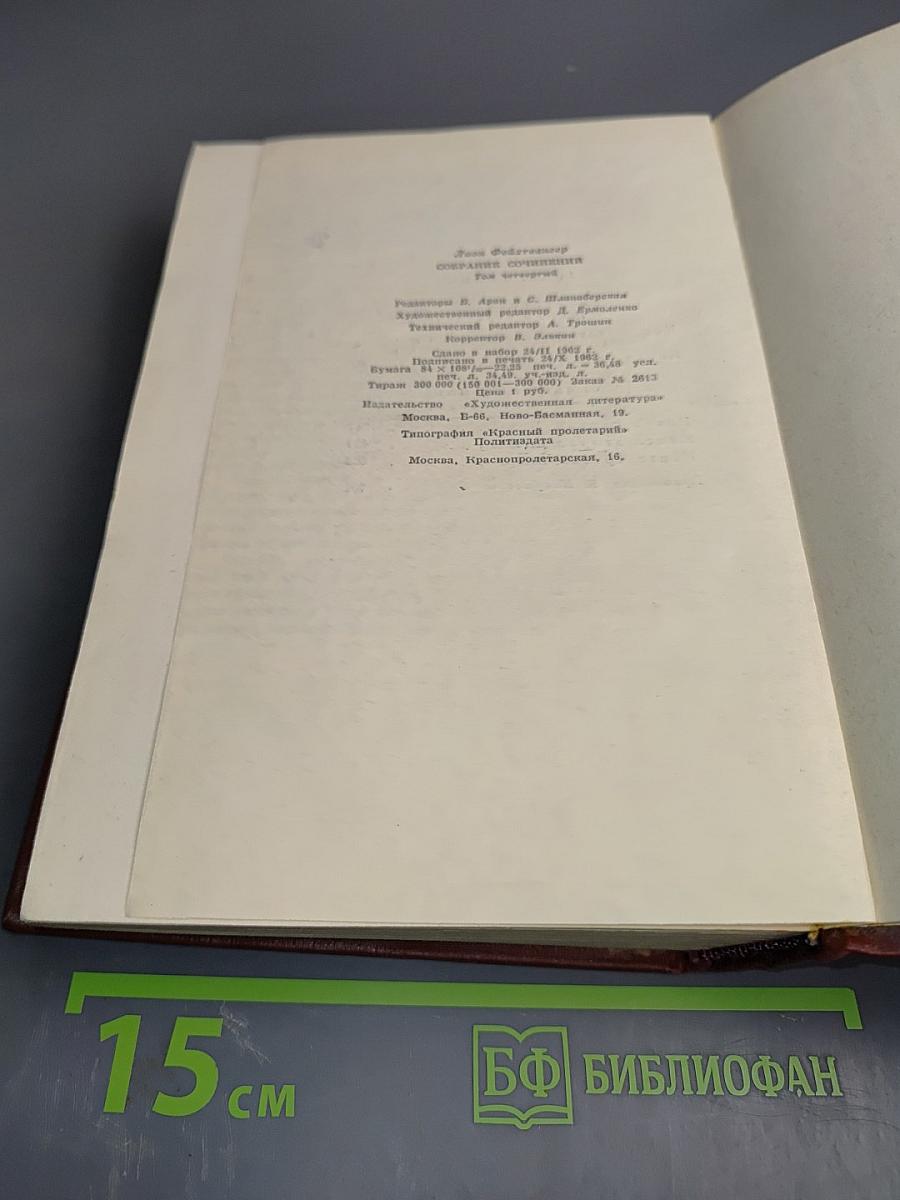 Лион Фейхтвангер
СОБРАНИЕ СОЧИНЕНИЙ
Том четвертый
Редакторы В. Арон и С. Шлапоберская
Художественный редактор Д. Ермоленко
Технический редактор А. Трошин
Корректор В.
Сдано в набор 24/II 1962 г.
Подписано в печать 24/X 1962 г.
Бумага 84 × 108¹/₃₂—22,25 печ. л. = 36,48 усл.
печ. л. 34,49. уч.-изд. л.
Тираж 300 000 (150 001—300 000) Заказ № 2613
Цена 1 руб.
Издательство «Художественная литература»
Москва, Б-66, Ново-Басманная, 19.
Типография «Красный пролетарий»
Политиздата
Москва, Краснопролетарская, 16.
15 см
БФ БИБЛИОФАН